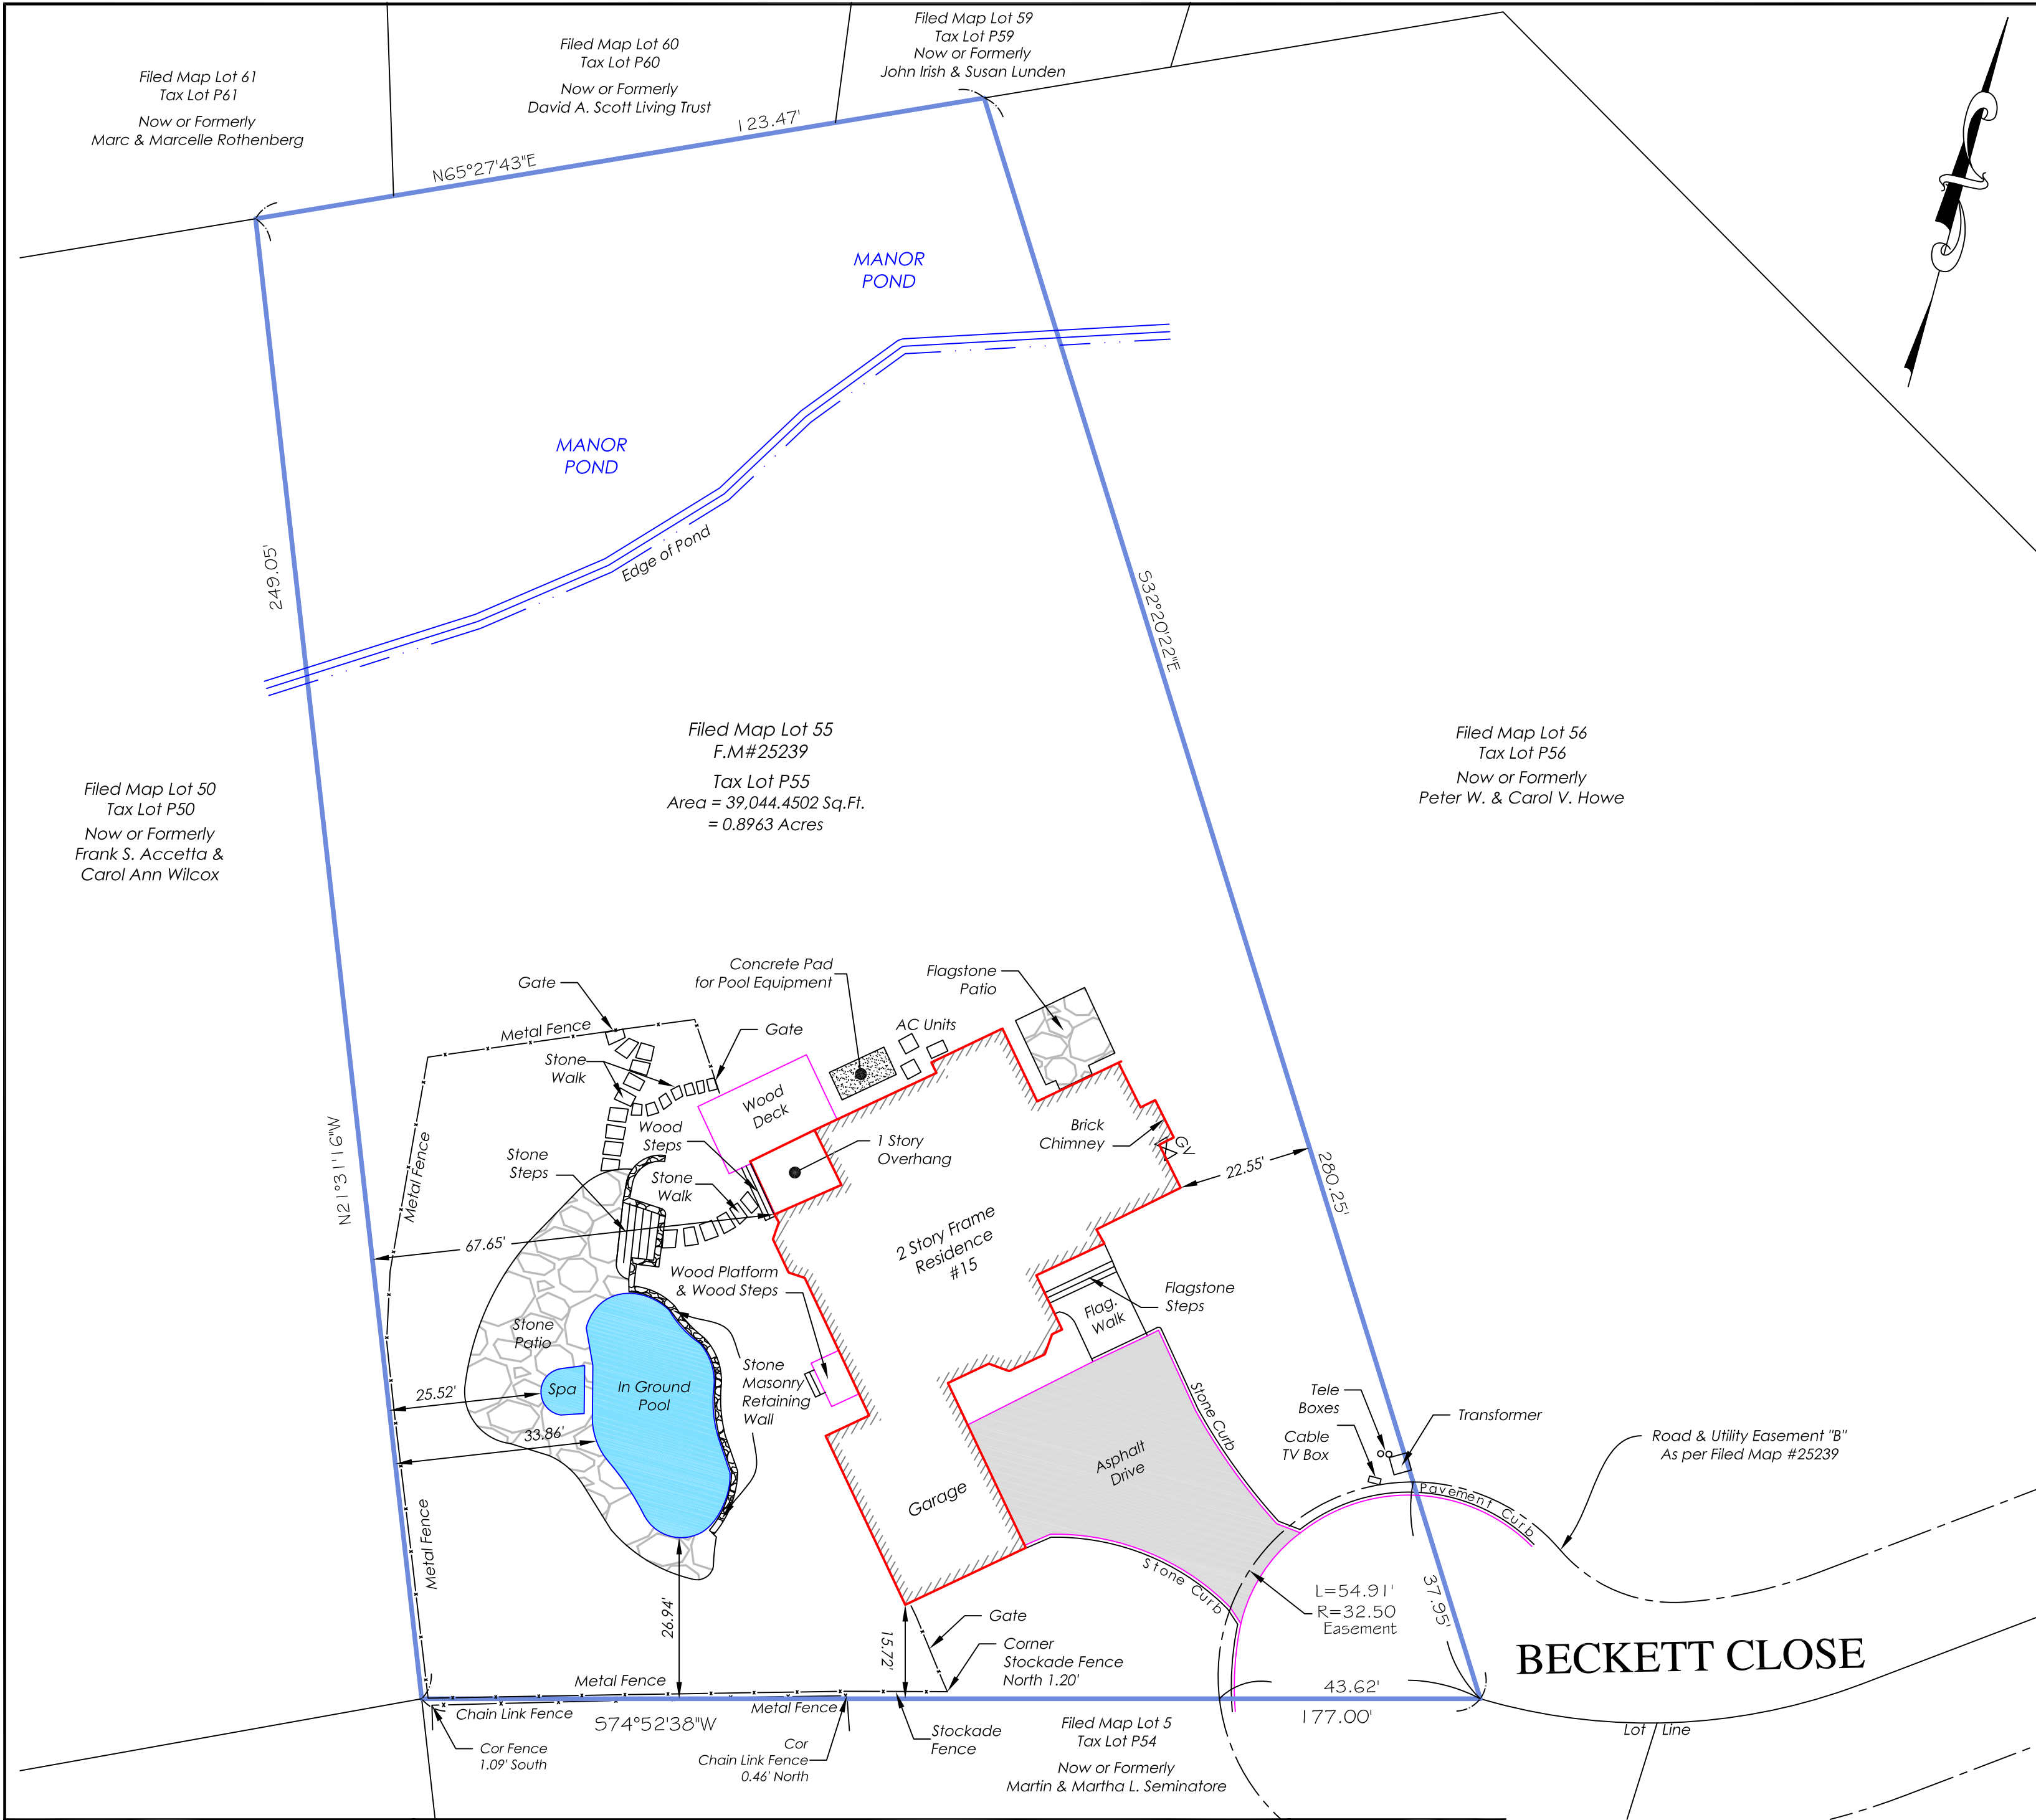 Filed Map Lot 61
Tax Lot P61
Now or Formerly
Marc & Marcelle Rothenberg
Filed Map Lot 60
Tax Lot P60
Now or Formerly
David A. Scott Living Trust
Filed Map Lot 59
Tax Lot P59
Now or Formerly
John Irish & Susan Lunden
N65°27'43"E
123.47'
MANOR
POND
MANOR
POND
Edge of Pond
249.05'
S32°20'22"E
Filed Map Lot 55
F.M#25239
Tax Lot P55
Area = 39,044.4502 Sq.Ft.
= 0.8963 Acres
Filed Map Lot 56
Tax Lot P56
Now or Formerly
Peter W. & Carol V. Howe
Filed Map Lot 50
Tax Lot P50
Now or Formerly
Frank S. Accetta &
Carol Ann Wilcox
N21°31'16"W
Gate
Metal Fence
Concrete Pad
for Pool Equipment
Gate
AC Units
Flagstone
Patio
Stone
Walk
Wood
Deck
Wood
Steps
1 Story
Overhang
Brick
Chimney
GV
Stone
Steps
Stone
Walk
Metal Fence
22.55'
280.25'
67.65'
2 Story Frame
Residence
#15
Wood Platform
& Wood Steps
Flagstone
Steps
Flag.
Walk
Stone
Patio
Spa
In Ground
Pool
Stone
Masonry
Retaining
Wall
25.52'
33.86'
Stone Curb
Asphalt
Drive
Garage
Tele
Boxes
Cable
TV Box
Transformer
Road & Utility Easement "B"
As per Filed Map #25239
Pavement Curb
Stone Curb
Metal Fence
L=54.91'
R=32.50
Easement
37.95'
26.94'
15.72'
Gate
Corner
Stockade Fence
North 1.20'
BECKETT CLOSE
Metal Fence
Chain Link Fence
Metal Fence
43.62'
S74°52'38"W
177.00'
Cor Fence
1.09' South
Cor
Chain Link Fence
0.46' North
Stockade
Fence
Filed Map Lot 5
Tax Lot P54
Now or Formerly
Martin & Martha L. Seminatore
Lot Line